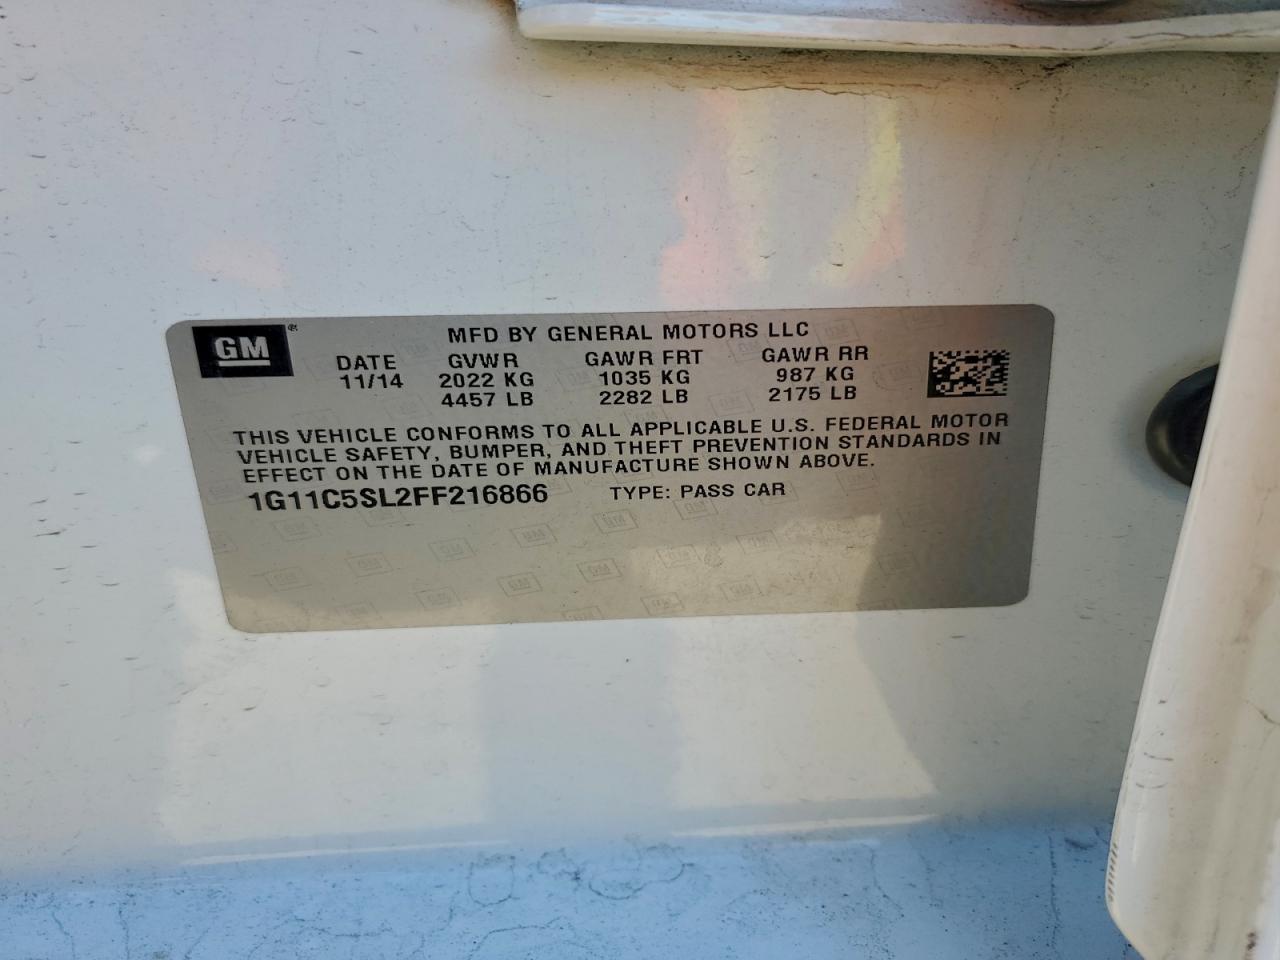 GM®
MFD BY GENERAL MOTORS LLC
DATE GVWR GAWR FRT GAWR RR
11/14 2022 KG 1035 KG 987 KG
4457 LB 2282 LB 2175 LB
THIS VEHICLE CONFORMS TO ALL APPLICABLE U.S. FEDERAL MOTOR
VEHICLE SAFETY, BUMPER, AND THEFT PREVENTION STANDARDS IN
EFFECT ON THE DATE OF MANUFACTURE SHOWN ABOVE.
1G11C5SL2FF216866 TYPE: PASS CAR